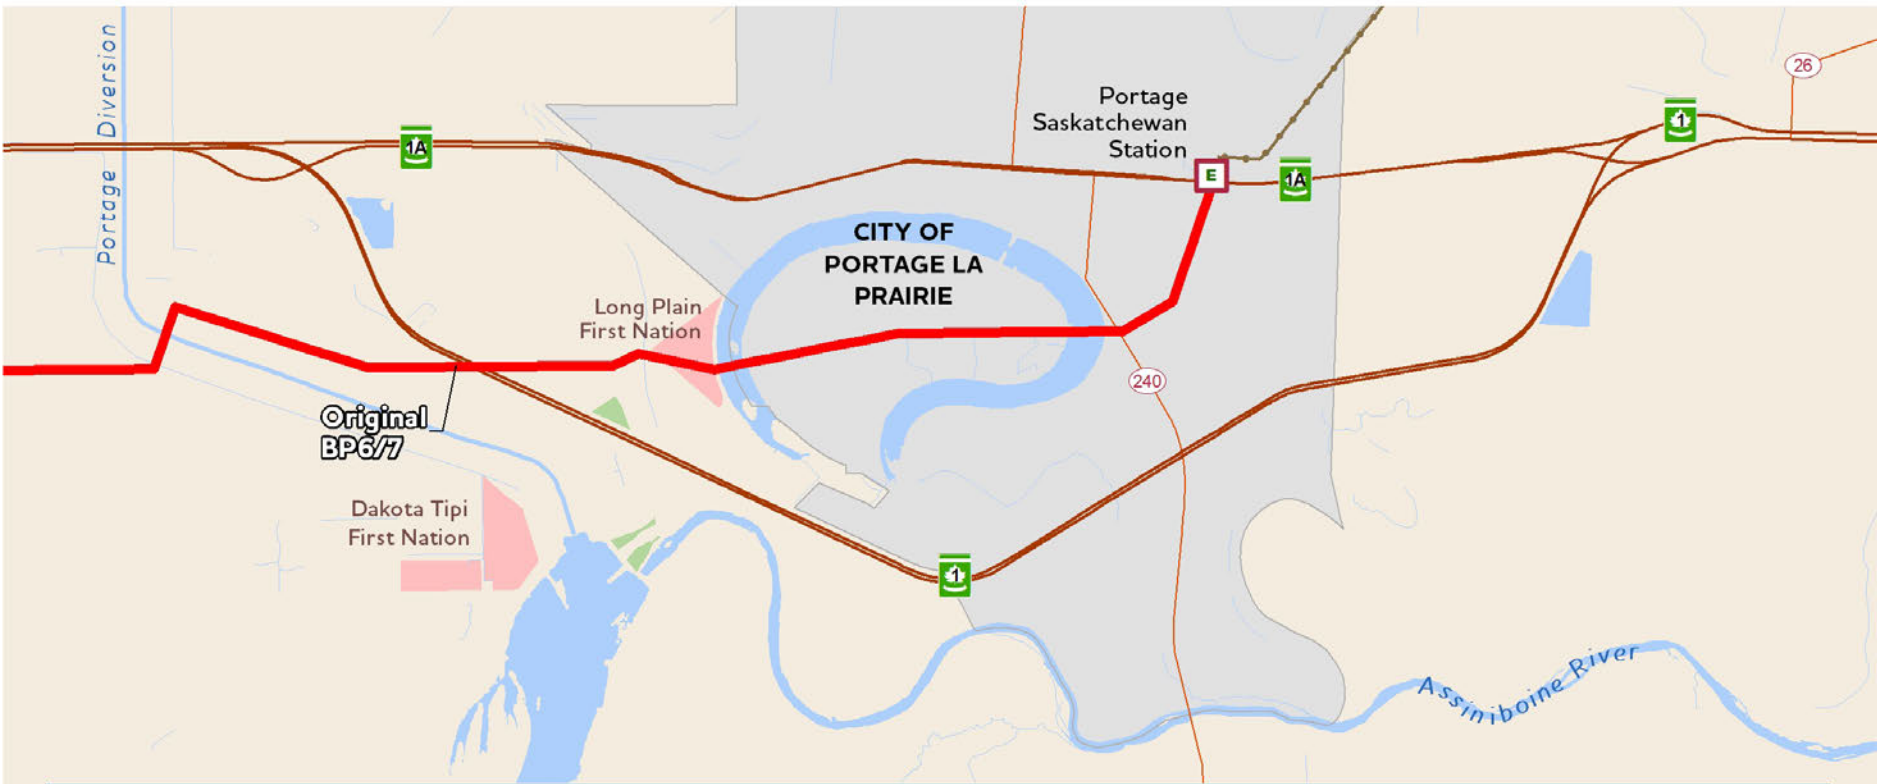 Portage Diversion
1A
Portage
Saskatchewan
Station
E
1A
1
26
CITY OF
PORTAGE LA
PRAIRIE
Long Plain
First Nation
240
Original
BP6/7
Dakota Tipi
First Nation
1
Assiniboine River